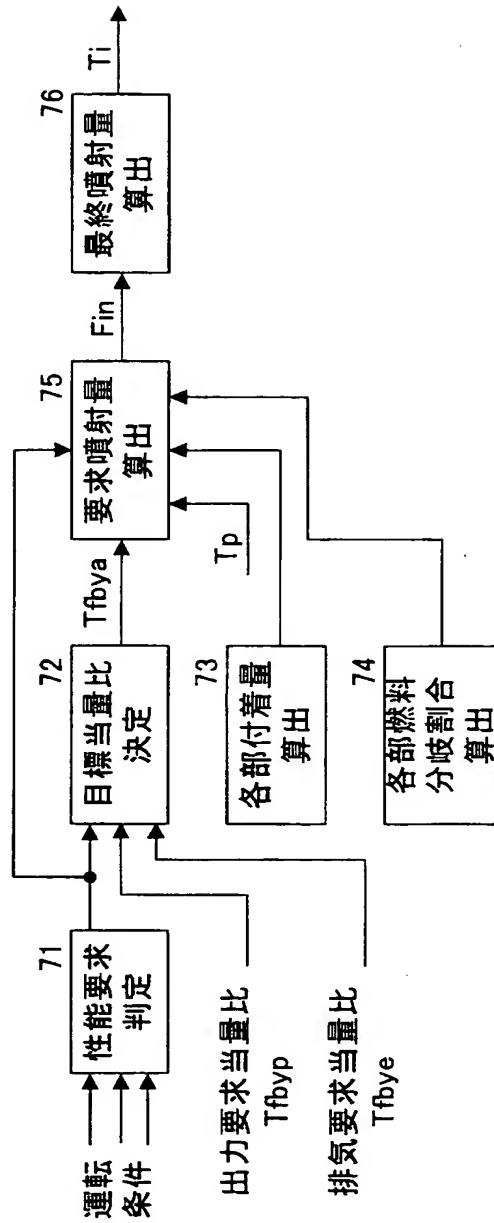 運転
条件
71
性能要求
判定
出力要求当量比
Tfbyp
排気要求当量比
Tfbye
72
目標当量比
決定
Tfbya
73
各部付着量
算出
74
各部燃料
分岐割合
算出
Tp
75
要求噴射量
算出
Fin
76
最終噴射量
算出
Ti